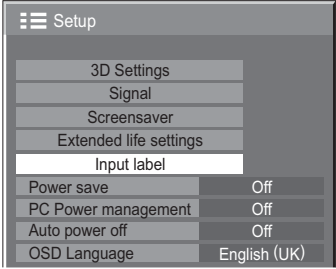 Setup
3D Settings
Signal
Screensaver
Extended life settings
Input label
Power save Off
PC Power management Off
Auto power off Off
OSD Language English (UK)